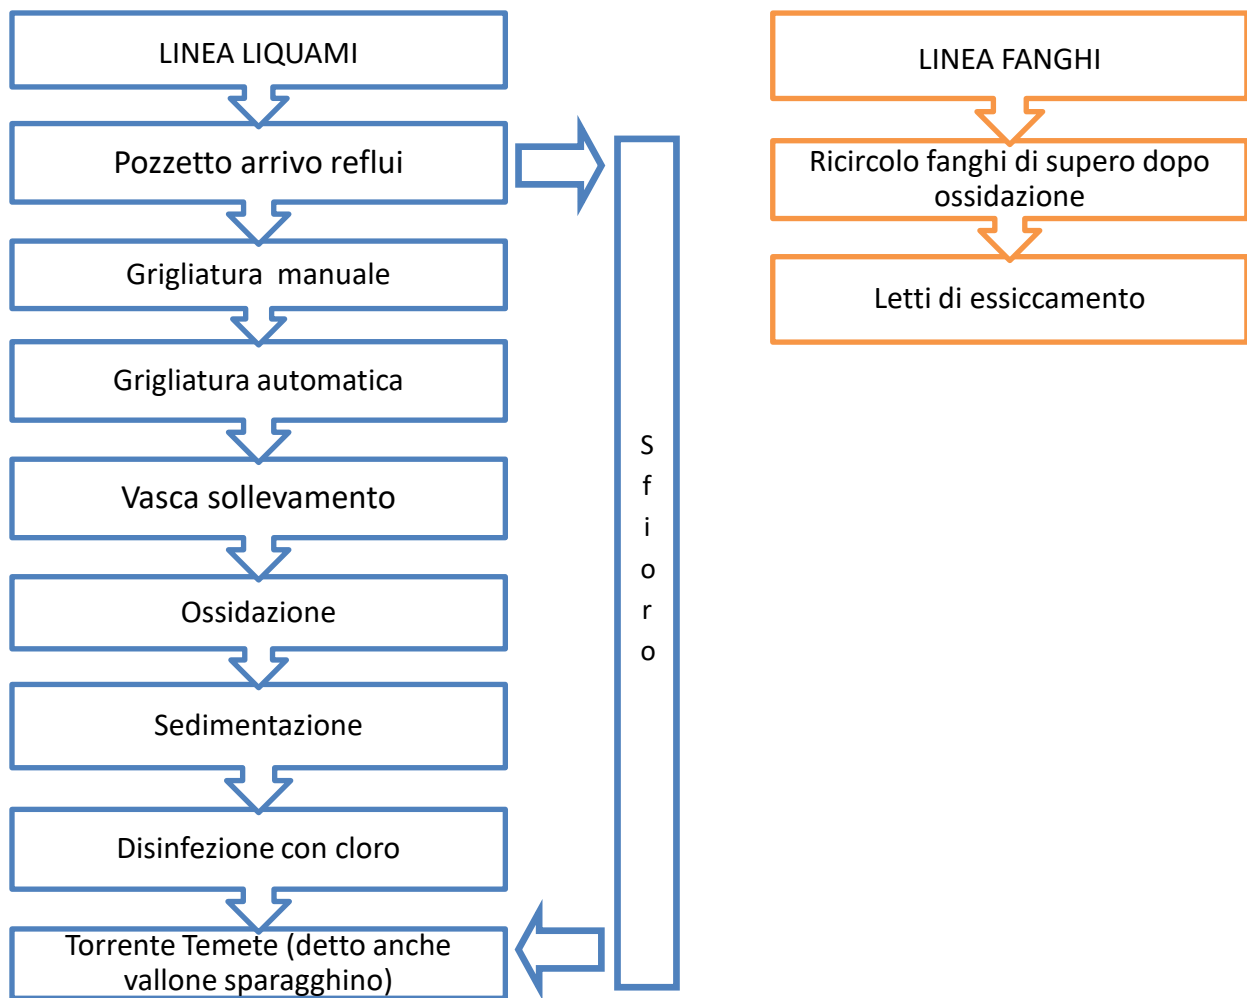 LINEA LIQUAMI
Pozzetto arrivo reflui
Grigliatura manuale
Grigliatura automatica
Vasca sollevamento
Ossidazione
Sedimentazione
Disinfezione con cloro
Torrente Temete (detto anche
vallone sparagghino)
S
f
i
o
r
o
LINEA FANGHI
Ricircolo fanghi di supero dopo
ossidazione
Letti di essiccamento